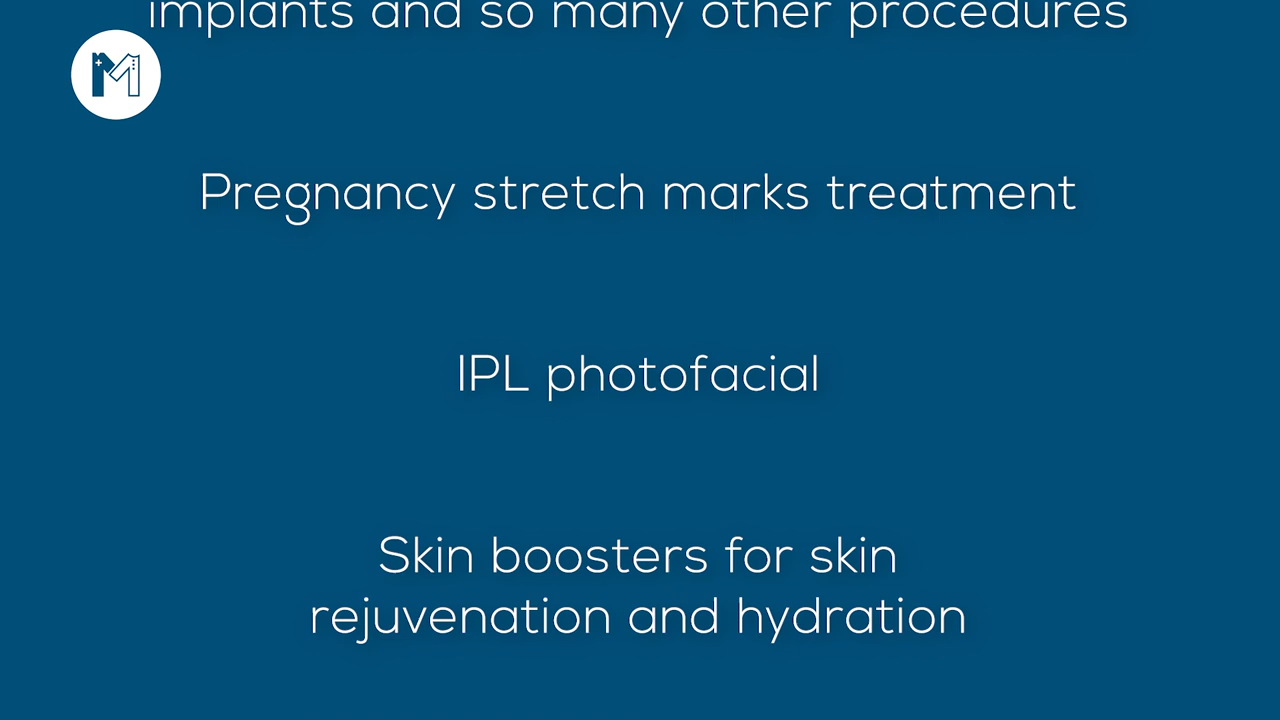 implants and so many other procedures
M
Pregnancy stretch marks treatment
IPL photofacial
Skin boosters for skin
rejuvenation and hydration